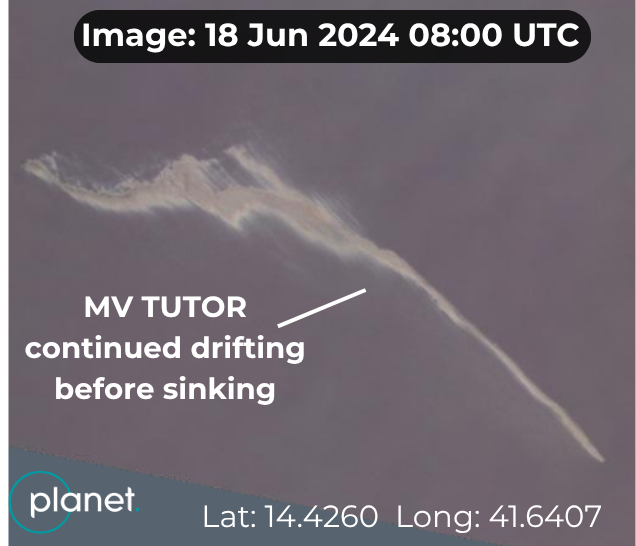 Image: 18 Jun 2024 08:00 UTC
MV TUTOR
continued drifting
before sinking
planet.
Lat: 14.4260 Long: 41.6407